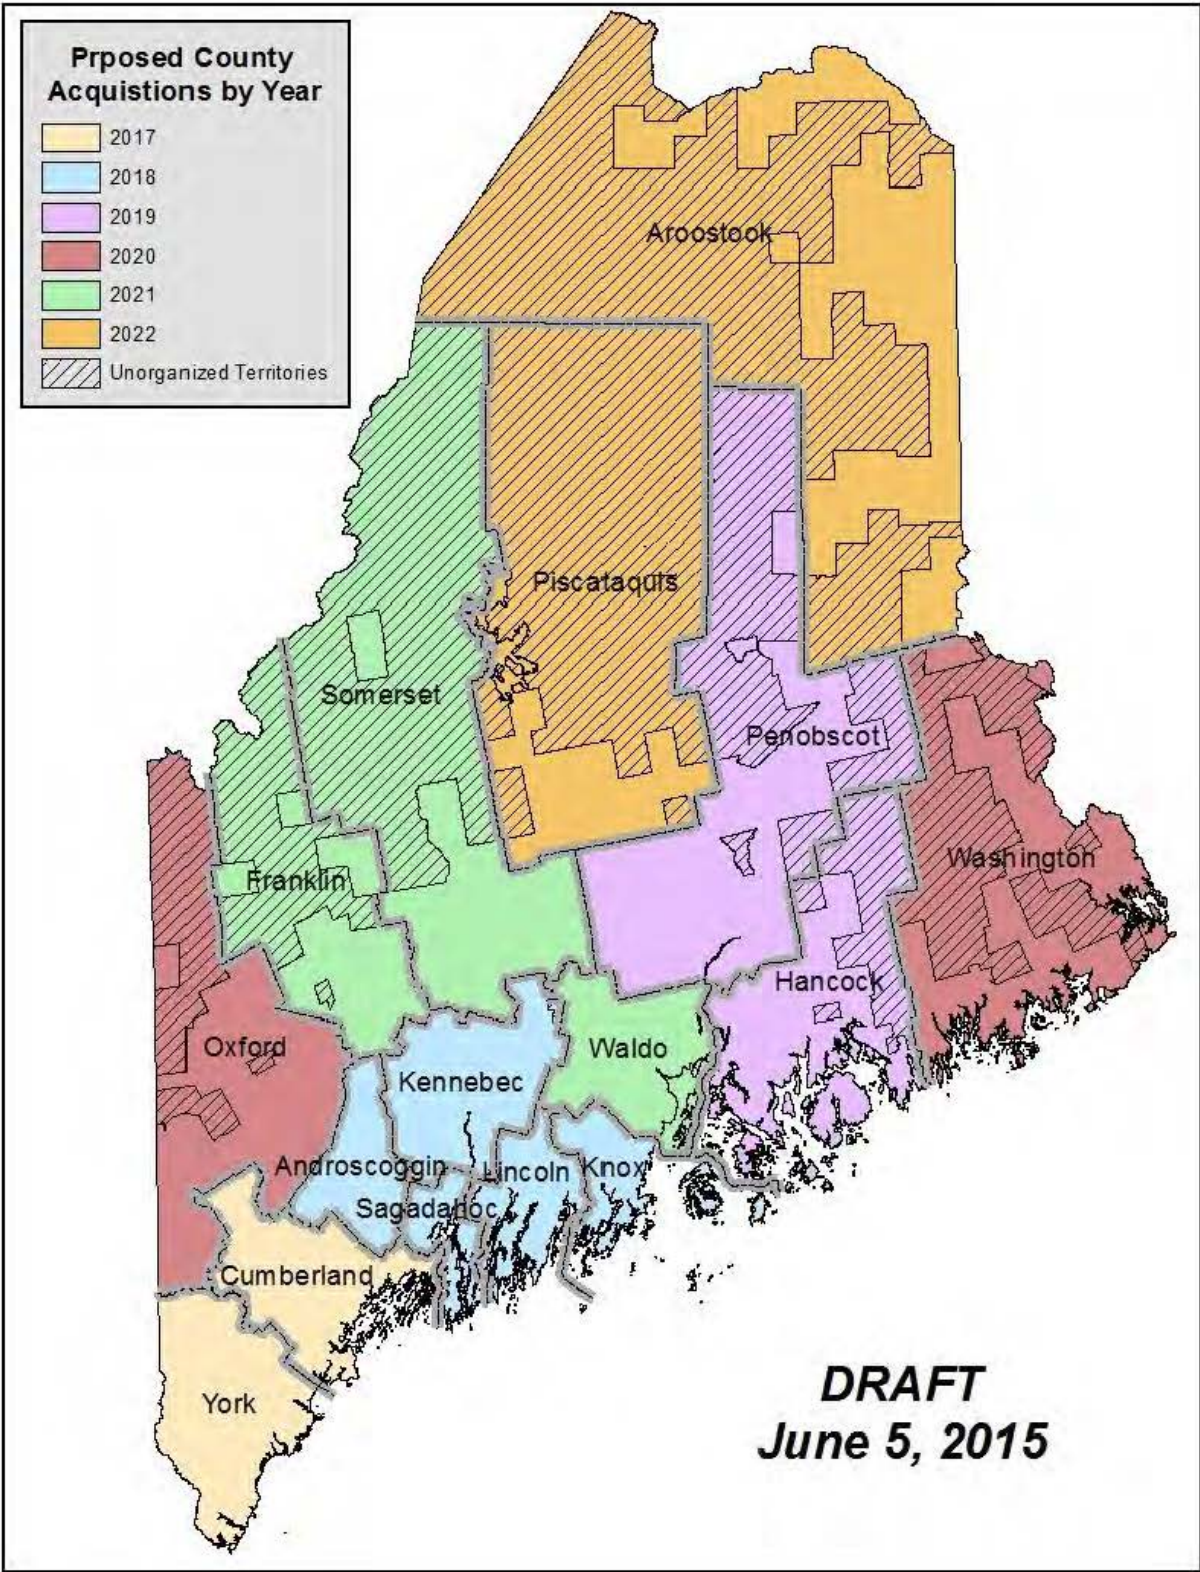 Prposed County
Acquistions by Year
2017
2018
2019
2020
2021
2022
Unorganized Territories
Aroostook
Piscataquis
Somerset
Penobscot
Washington
Franklin
Hancock
Oxford
Waldo
Kennebec
Androscoggin
Lincoln
Knox
Sagadahoc
Cumberland
York
DRAFT
June 5, 2015